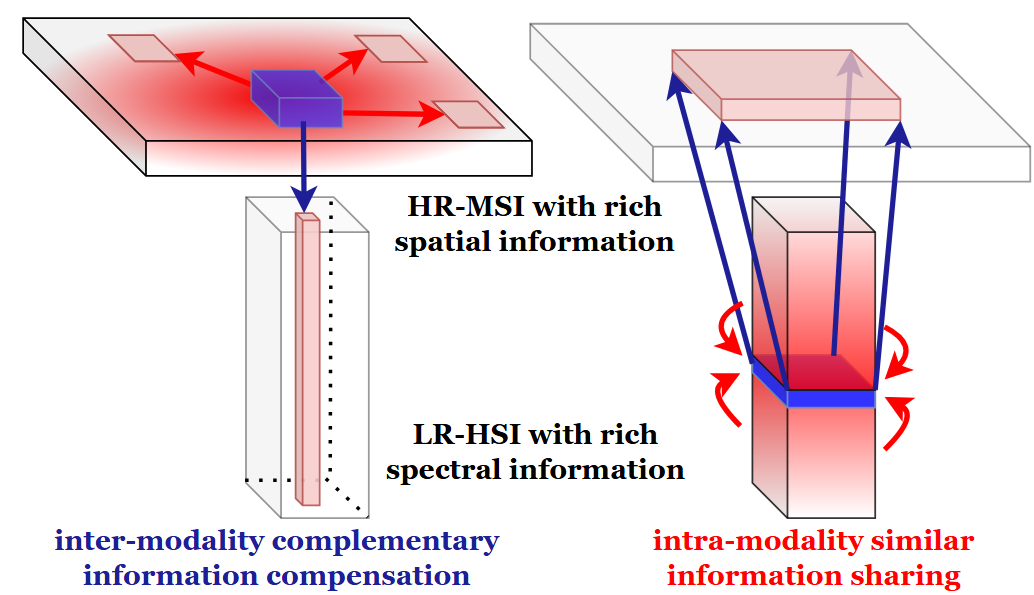 HR-MSI with rich
spatial information
LR-HSI with rich
spectral information
inter-modality complementary
information compensation
intra-modality similar
information sharing